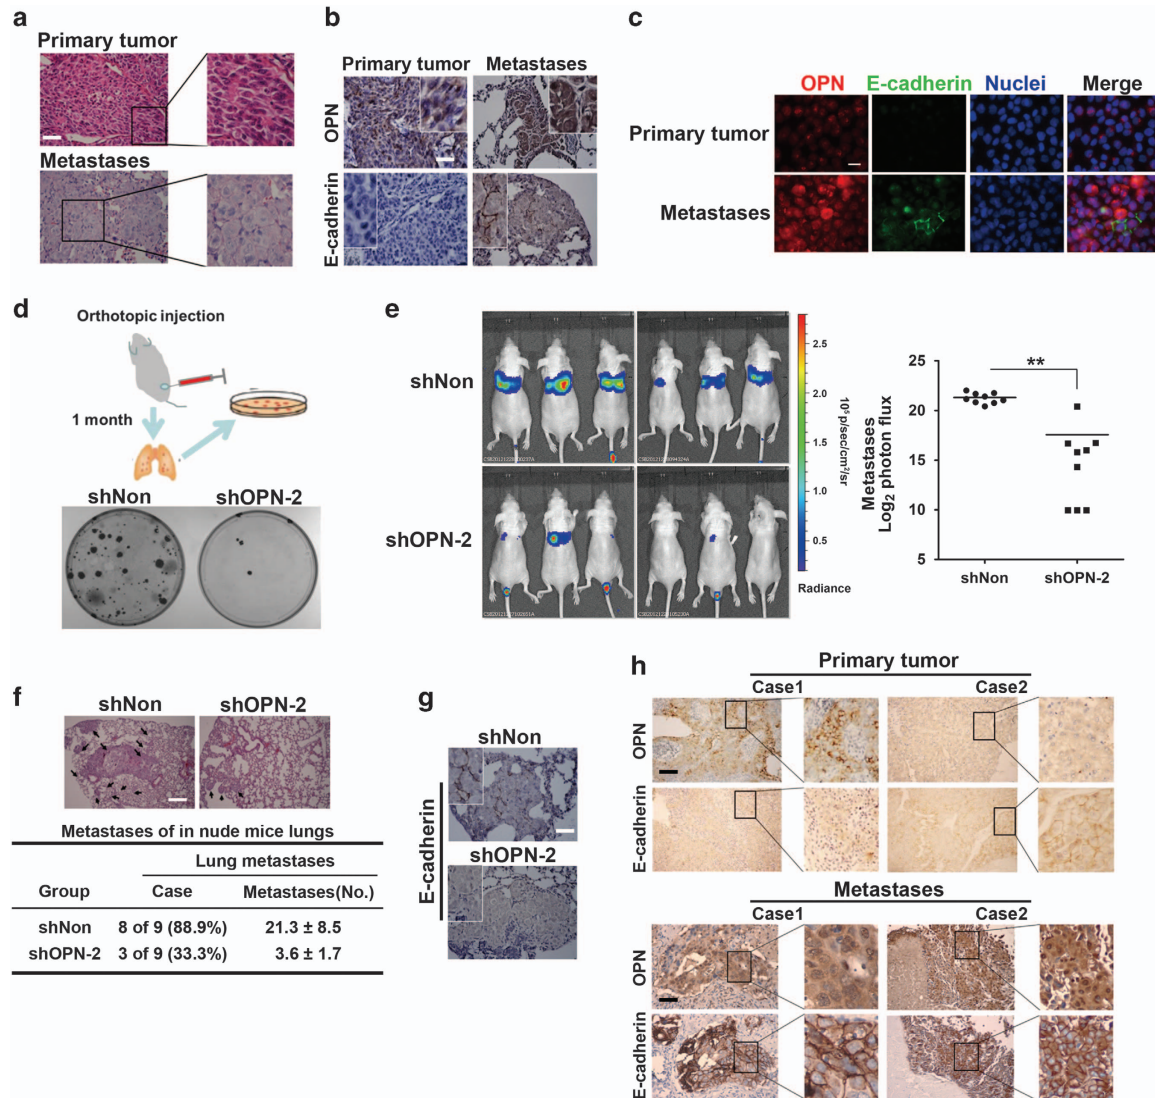 a
Primary tumor
Metastases
b
Primary tumor Metastases
OPN
E-cadherin
c
OPN E-cadherin Nuclei Merge
Primary tumor
Metastases
d
Orthotopic injection
1 month
shNon shOPN-2
e
shNon
shOPN-2
2.5
2.0
1.5
1.0
0.5
10⁵ p/sec/cm²/sr
Radiance
Metastases
Log₂ photon flux
25
20
15
10
5
**
shNon shOPN-2
f
shNon shOPN-2
Metastases of in nude mice lungs
Lung metastases
Group Case Metastases(No.)
shNon 8 of 9 (88.9%) 21.3 ± 8.5
shOPN-2 3 of 9 (33.3%) 3.6 ± 1.7
g
shNon
shOPN-2
E-cadherin
h
Primary tumor
Case1 Case2
OPN
E-cadherin
Metastases
Case1 Case2
OPN
E-cadherin